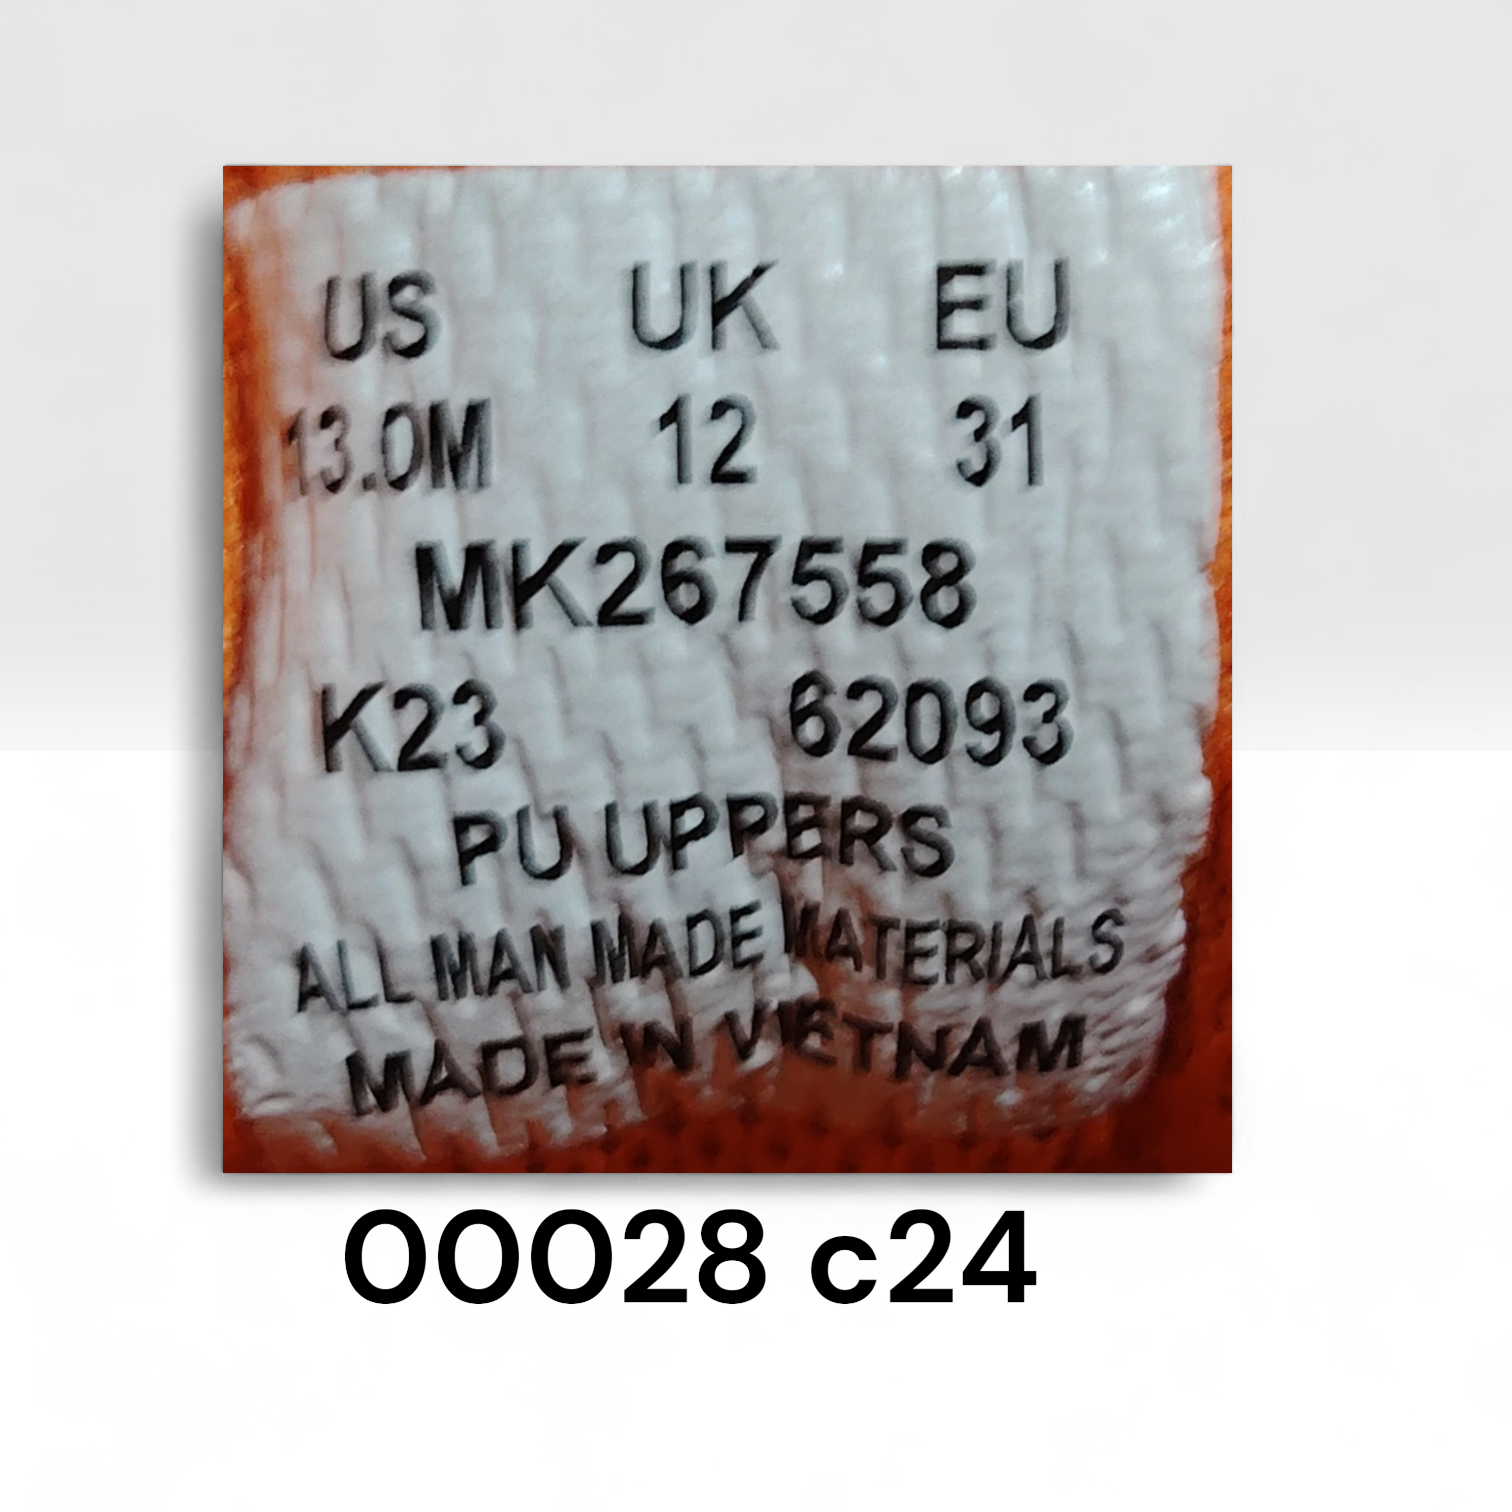 US UK EU
13.0M 12 31
MK267558
K23 62093
PU UPPERS
ALL MAN MADE MATERIALS
MADE IN VIETNAM
00028 c24